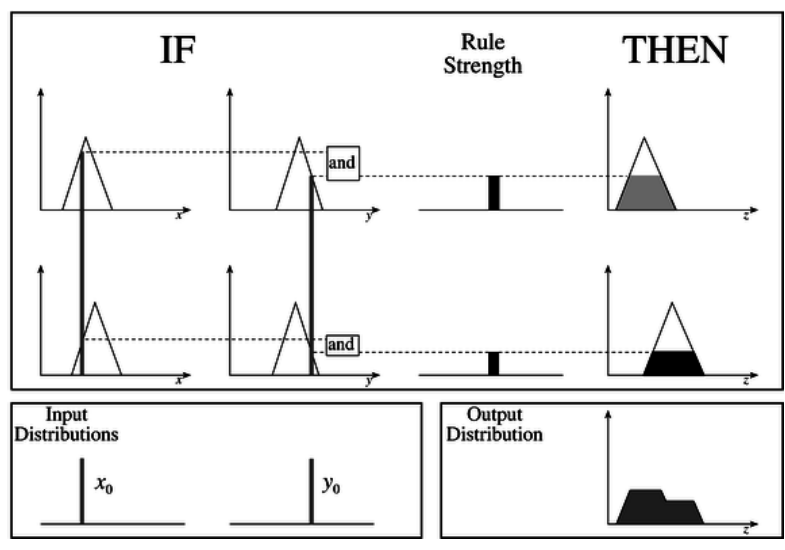 IF
Rule
Strength
THEN
and
x
y
z
and
x
y
z
Input
Distributions
x0
y0
Output
Distribution
z